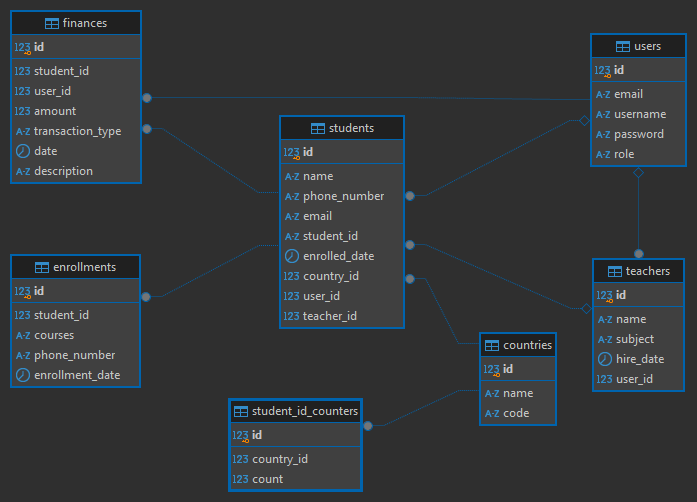 finances
123 id
123 student_id
123 user_id
123 amount
A-Z transaction_type
date
A-Z description
users
123 id
A-Z email
A-Z username
A-Z password
A-Z role
students
123 id
A-Z name
A-Z phone_number
A-Z email
A-Z student_id
enrolled_date
123 country_id
123 user_id
123 teacher_id
enrollments
123 id
123 student_id
A-Z courses
A-Z phone_number
enrollment_date
teachers
123 id
A-Z name
A-Z subject
hire_date
123 user_id
countries
123 id
A-Z name
A-Z code
student_id_counters
123 id
123 country_id
123 count